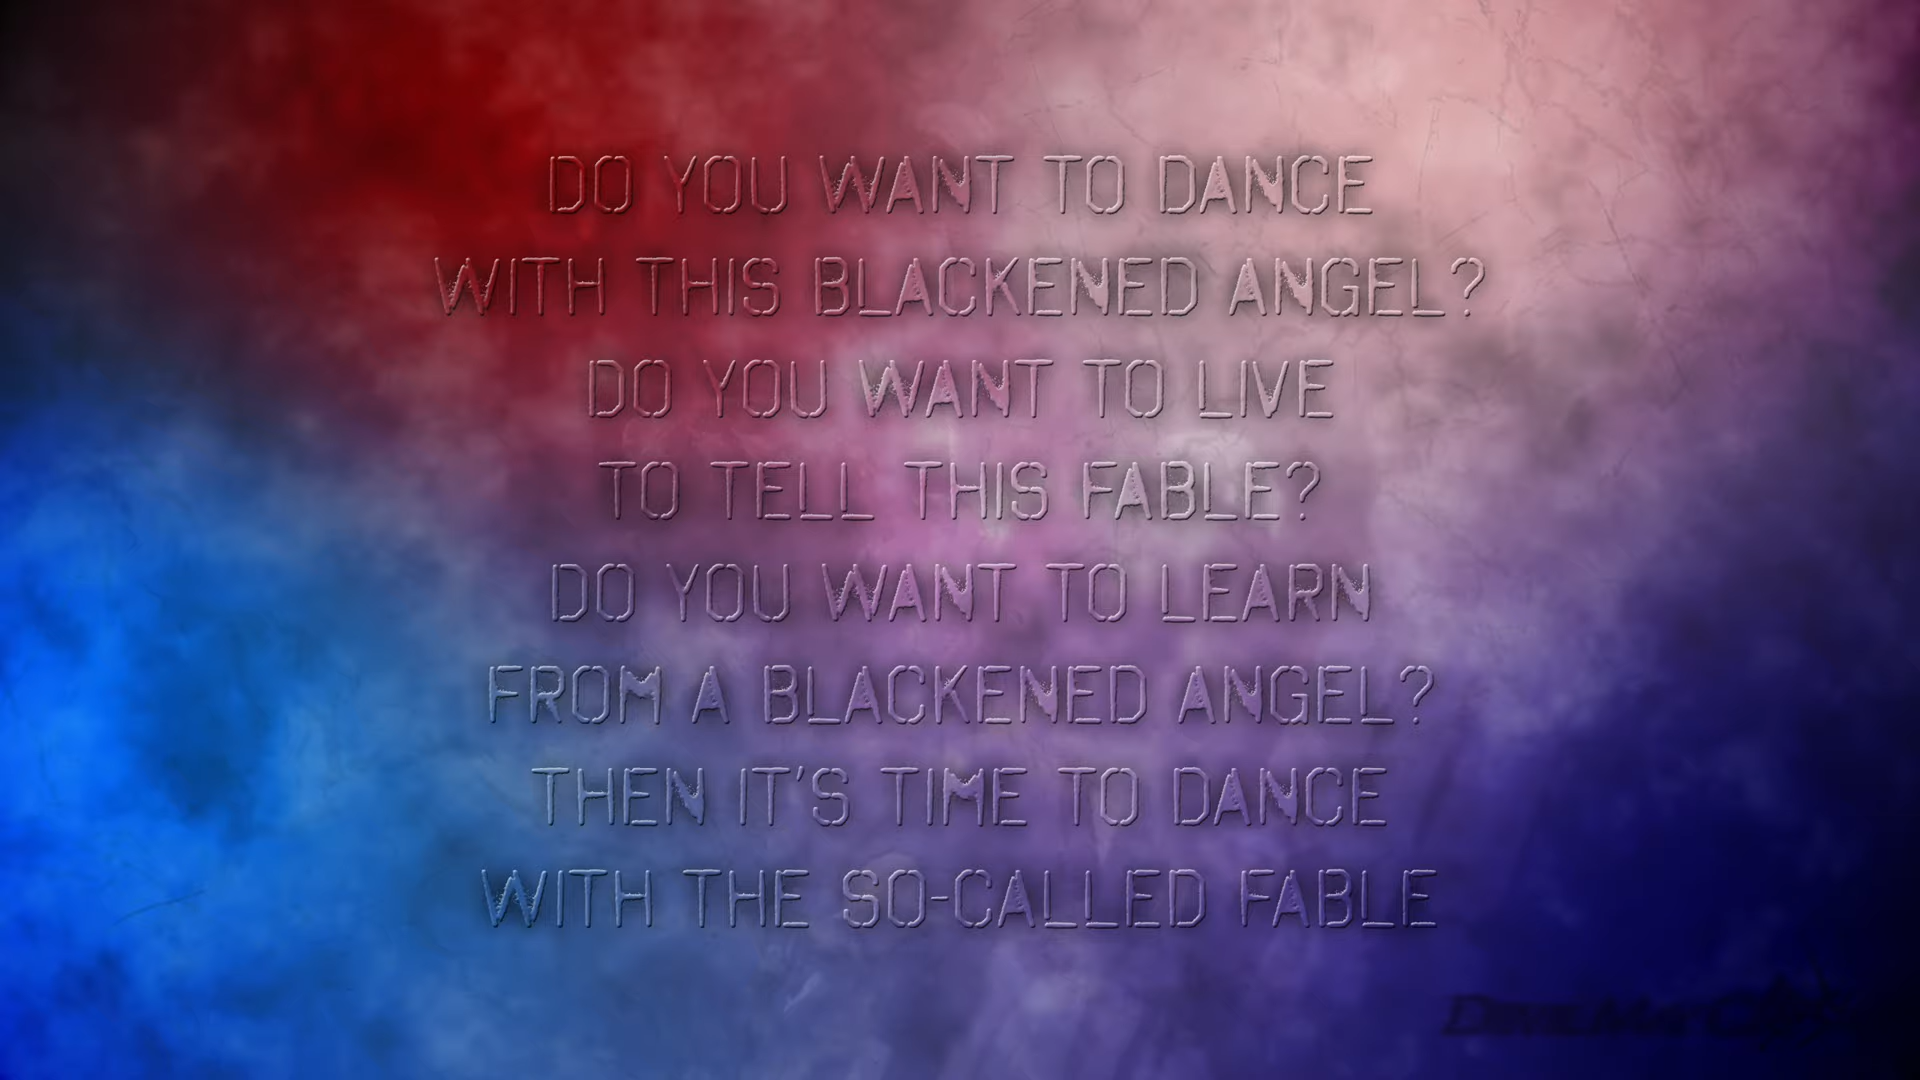 DO YOU WANT TO DANCE
WITH THIS BLACKENED ANGEL?
DO YOU WANT TO LIVE
TO TELL THIS FABLE?
DO YOU WANT TO LEARN
FROM A BLACKENED ANGEL?
THEN IT'S TIME TO DANCE
WITH THE SO-CALLED FABLE